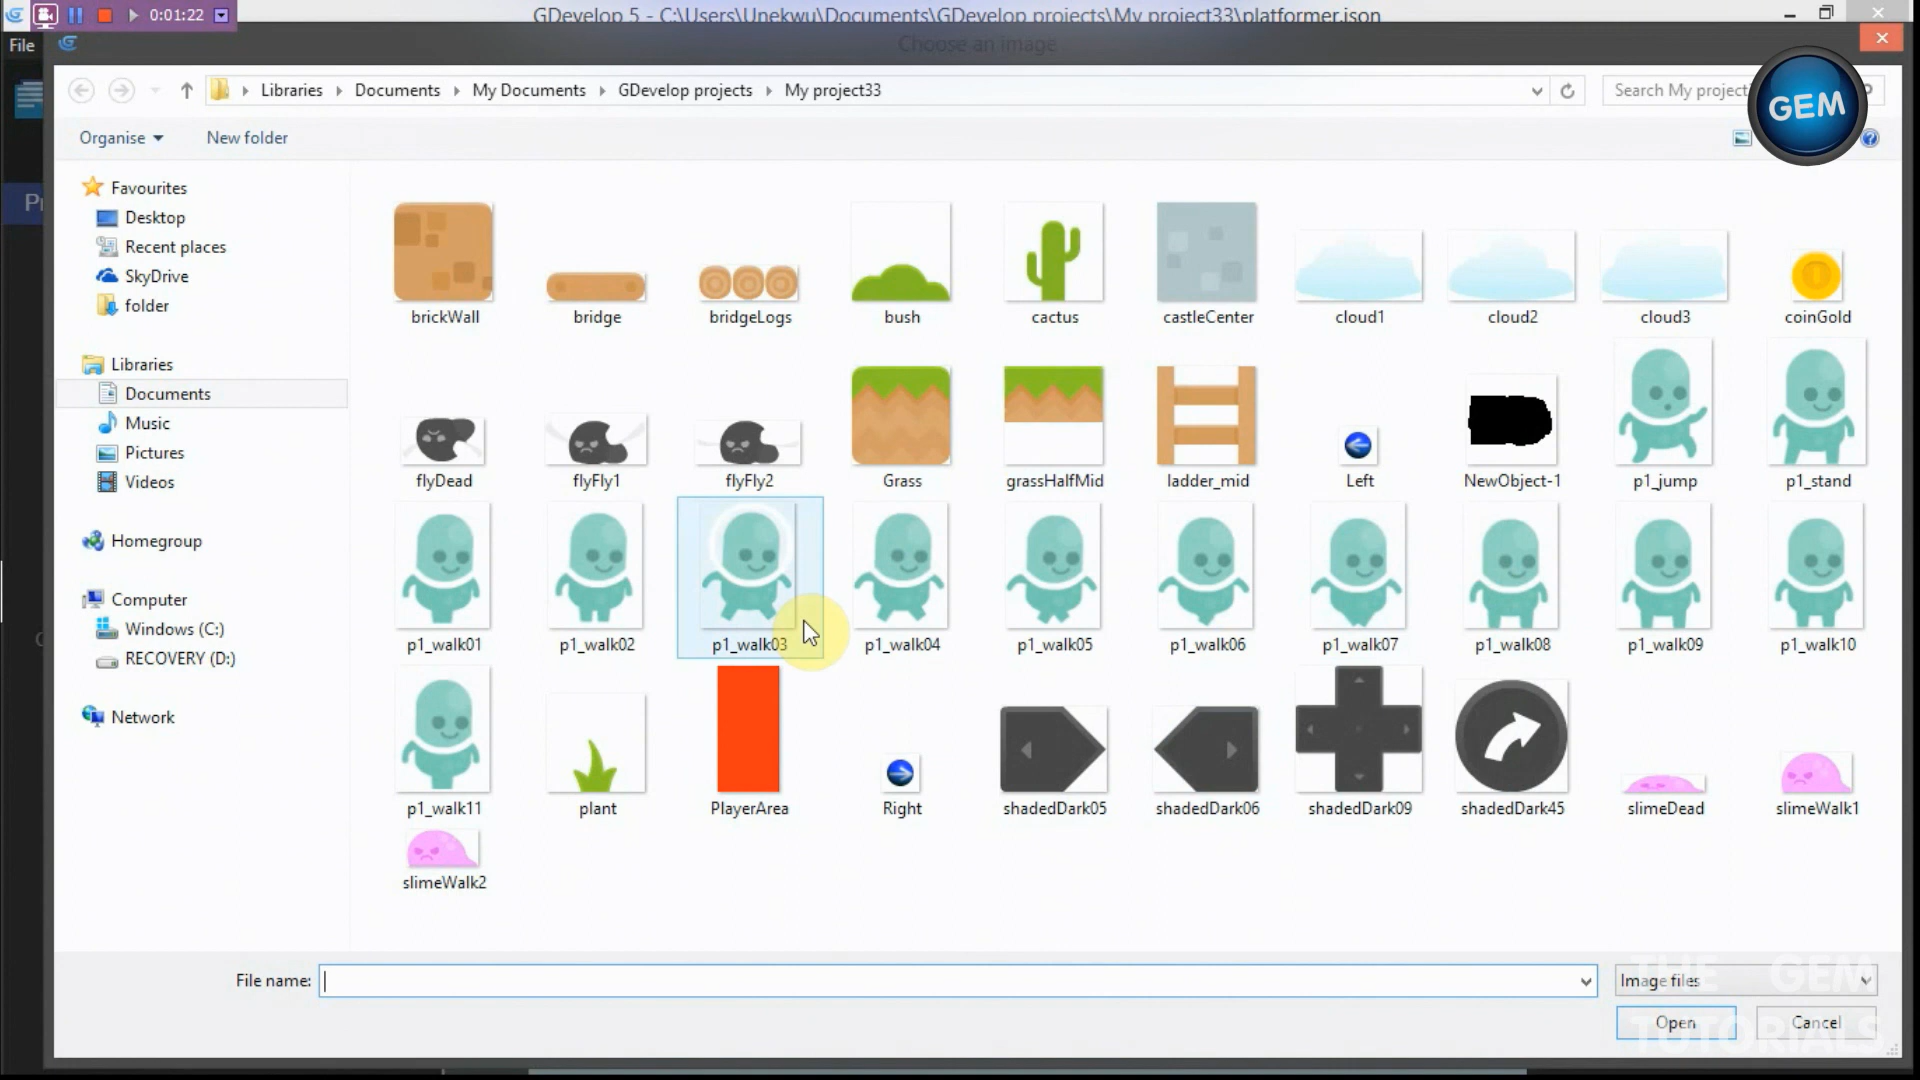 0:01:22
GDevelop 5 - C:\Users\Unekwu\Documents\GDevelop projects\My project33\platformer.json
File
Choose an image
GEM
Libraries Documents My Documents GDevelop projects My project33
Search My project
Organise
New folder
Favourites
Desktop
Recent places
SkyDrive
folder
Libraries
Documents
Music
Pictures
Videos
Homegroup
Computer
Windows (C:)
RECOVERY (D:)
Network
brickWall bridge bridgeLogs bush cactus castleCenter cloud1 cloud2 cloud3 coinGold
flyDead flyFly1 flyFly2 Grass grassHalfMid ladder_mid Left NewObject-1 p1_jump p1_stand
p1_walk01 p1_walk02 p1_walk03 p1_walk04 p1_walk05 p1_walk06 p1_walk07 p1_walk08 p1_walk09 p1_walk10
p1_walk11 plant PlayerArea Right shadedDark05 shadedDark06 shadedDark09 shadedDark45 slimeDead slimeWalk1
slimeWalk2
File name:
Image files
Open
Cancel
THE GEM
TUTORIALS